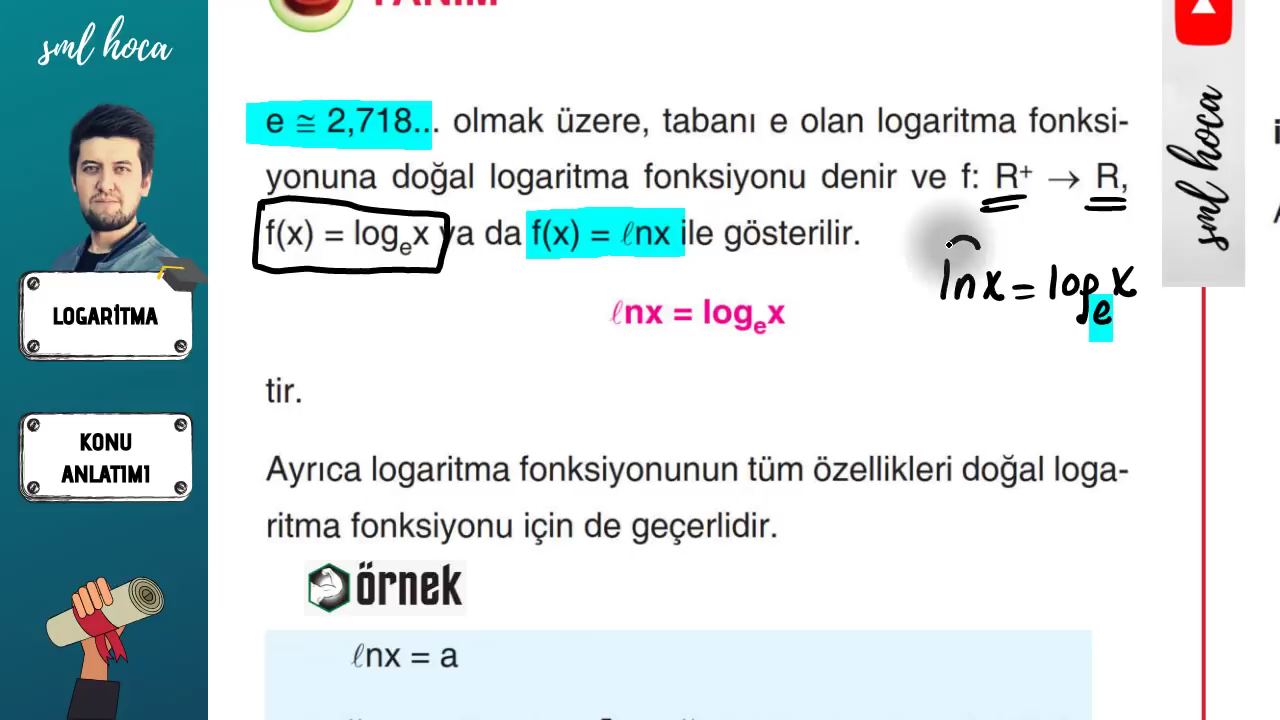 sml hoca
LOGARİTMA
KONU
ANLATIMI
TANIM
e ≅ 2,718... olmak üzere, tabanı e olan logaritma fonksi-
yonuna doğal logaritma fonksiyonu denir ve f: R⁺ → R,
f(x) = logₑx ya da f(x) = ℓnx ile gösterilir.
lnx = logₑx
ℓnx = logₑx
tir.
Ayrıca logaritma fonksiyonunun tüm özellikleri doğal loga-
ritma fonksiyonu için de geçerlidir.
örnek
ℓnx = a
sml hoca